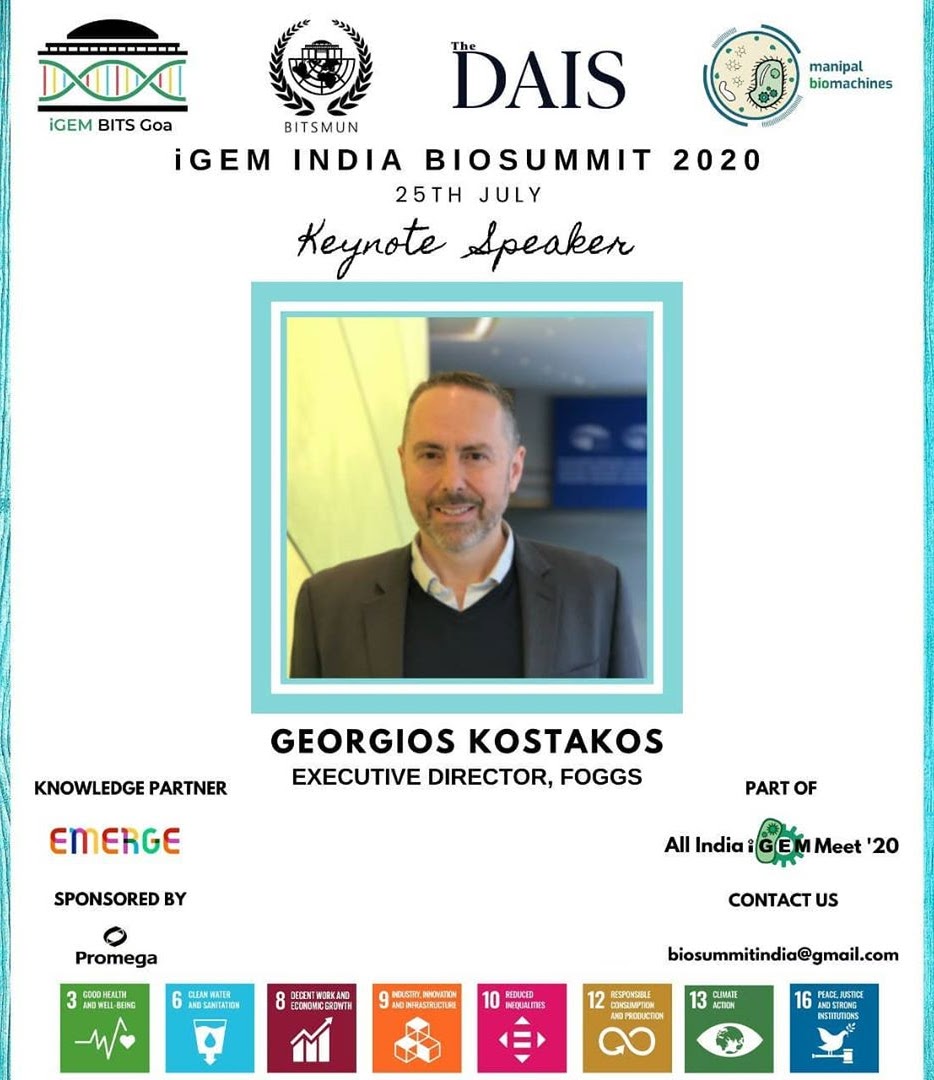 iGEM BITS Goa
BITSMUN
The
DAIS
manipal
biomachines
iGEM INDIA BIOSUMMIT 2020
25TH JULY
Keynote Speaker
GEORGIOS KOSTAKOS
EXECUTIVE DIRECTOR, FOGGS
KNOWLEDGE PARTNER
EMERGE
SPONSORED BY
Promega
PART OF
All India iGEM Meet '20
CONTACT US
biosummitindia@gmail.com
3 GOOD HEALTH
AND WELL-BEING
6 CLEAN WATER
AND SANITATION
8 DECENT WORK AND
ECONOMIC GROWTH
9 INDUSTRY, INNOVATION
AND INFRASTRUCTURE
10 REDUCED
INEQUALITIES
12 RESPONSIBLE
CONSUMPTION
AND PRODUCTION
13 CLIMATE
ACTION
16 PEACE, JUSTICE
AND STRONG
INSTITUTIONS